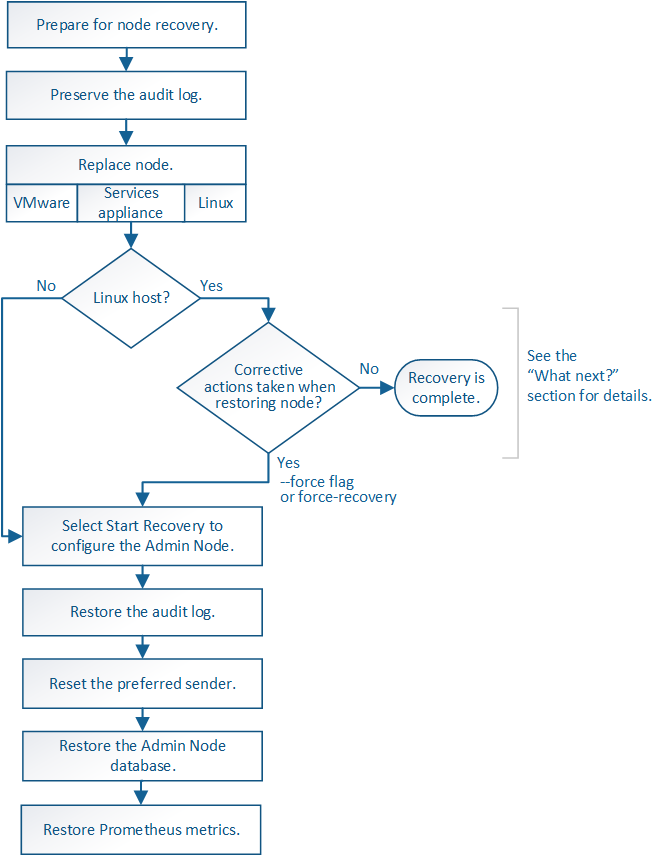 Prepare for node recovery.
Preserve the audit log.
Replace node.
VMware
Services
appliance
Linux
Linux host?
No
Yes
Corrective
actions taken when
restoring node?
No
Recovery is
complete.
See the
“What next?”
section for details.
Yes
--force flag
or force-recovery
Select Start Recovery to
configure the Admin Node.
Restore the audit log.
Reset the preferred sender.
Restore the Admin Node
database.
Restore Prometheus metrics.